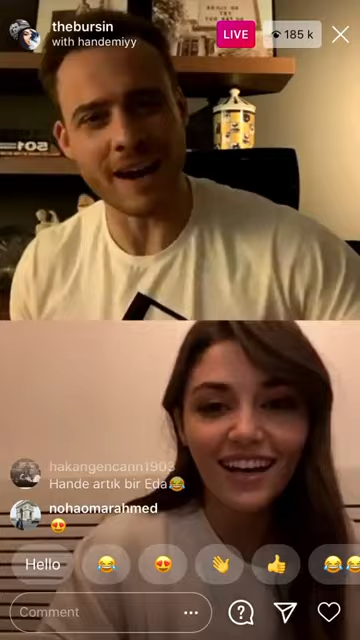 thebursin
with handemiyy
LIVE
185 k
hakangencann1903
Hande artık bir Eda😂
nohaomarahmed
😍
Hello 😂 😍 👋 👍 😂😂
Comment